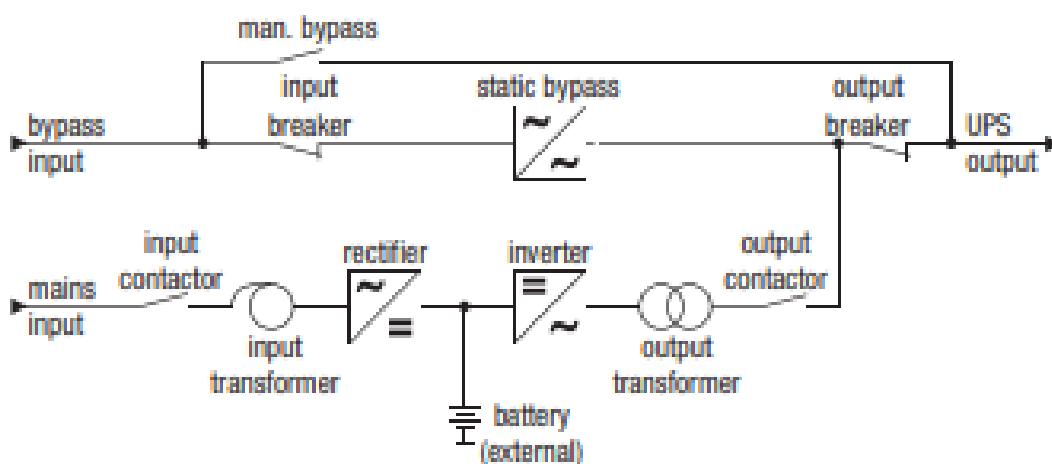 man. bypass
input
breaker
static bypass
output
breaker
bypass
input
UPS
output
input
contactor
rectifier
inverter
output
contactor
mains
input
input
transformer
output
transformer
battery
(external)